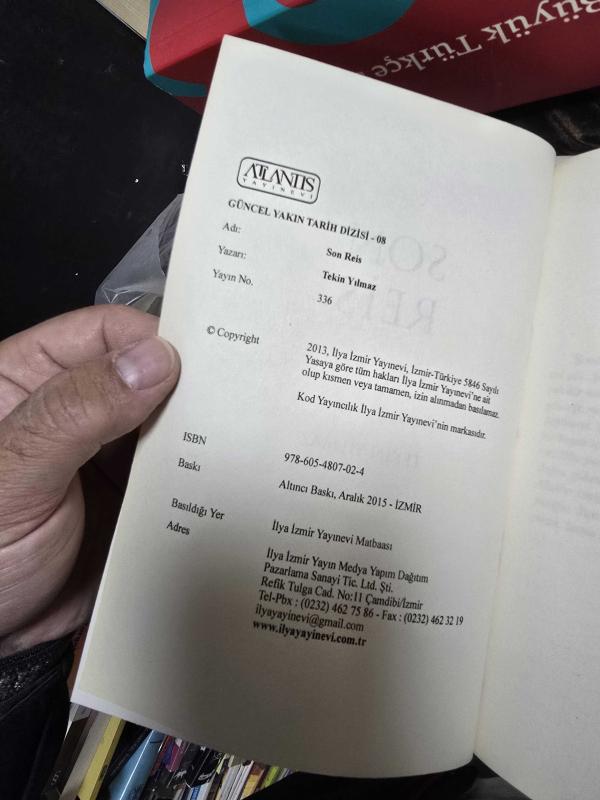 Büyük Türkçe
ATLANTIS
YAYINEVİ
GÜNCEL YAKIN TARİH DİZİSİ - 08
Adı: Son Reis
Yazarı: Tekin Yılmaz
Yayın No. 336
© Copyright 2013, İlya İzmir Yayınevi, İzmir-Türkiye 5846 Sayılı
Yasaya göre tüm hakları İlya İzmir Yayınevi'ne ait
olup kısmen veya tamamen, izin alınmadan basılamaz.
Kod Yayıncılık İlya İzmir Yayınevi'nin markasıdır.
ISBN 978-605-4807-02-4
Baskı Altıncı Baskı, Aralık 2015 - İZMİR
Basıldığı Yer İlya İzmir Yayınevi Matbaası
Adres İlya İzmir Yayın Medya Yapım Dağıtım
Pazarlama Sanayi Tic. Ltd. Şti.
Refik Tulga Cad. No:11 Çamdibi/İzmir
Tel-Pbx : (0232) 462 75 86 - Fax : (0232) 462 32 19
ilyayayinevi@gmail.com
www.ilyayayinevi.com.tr